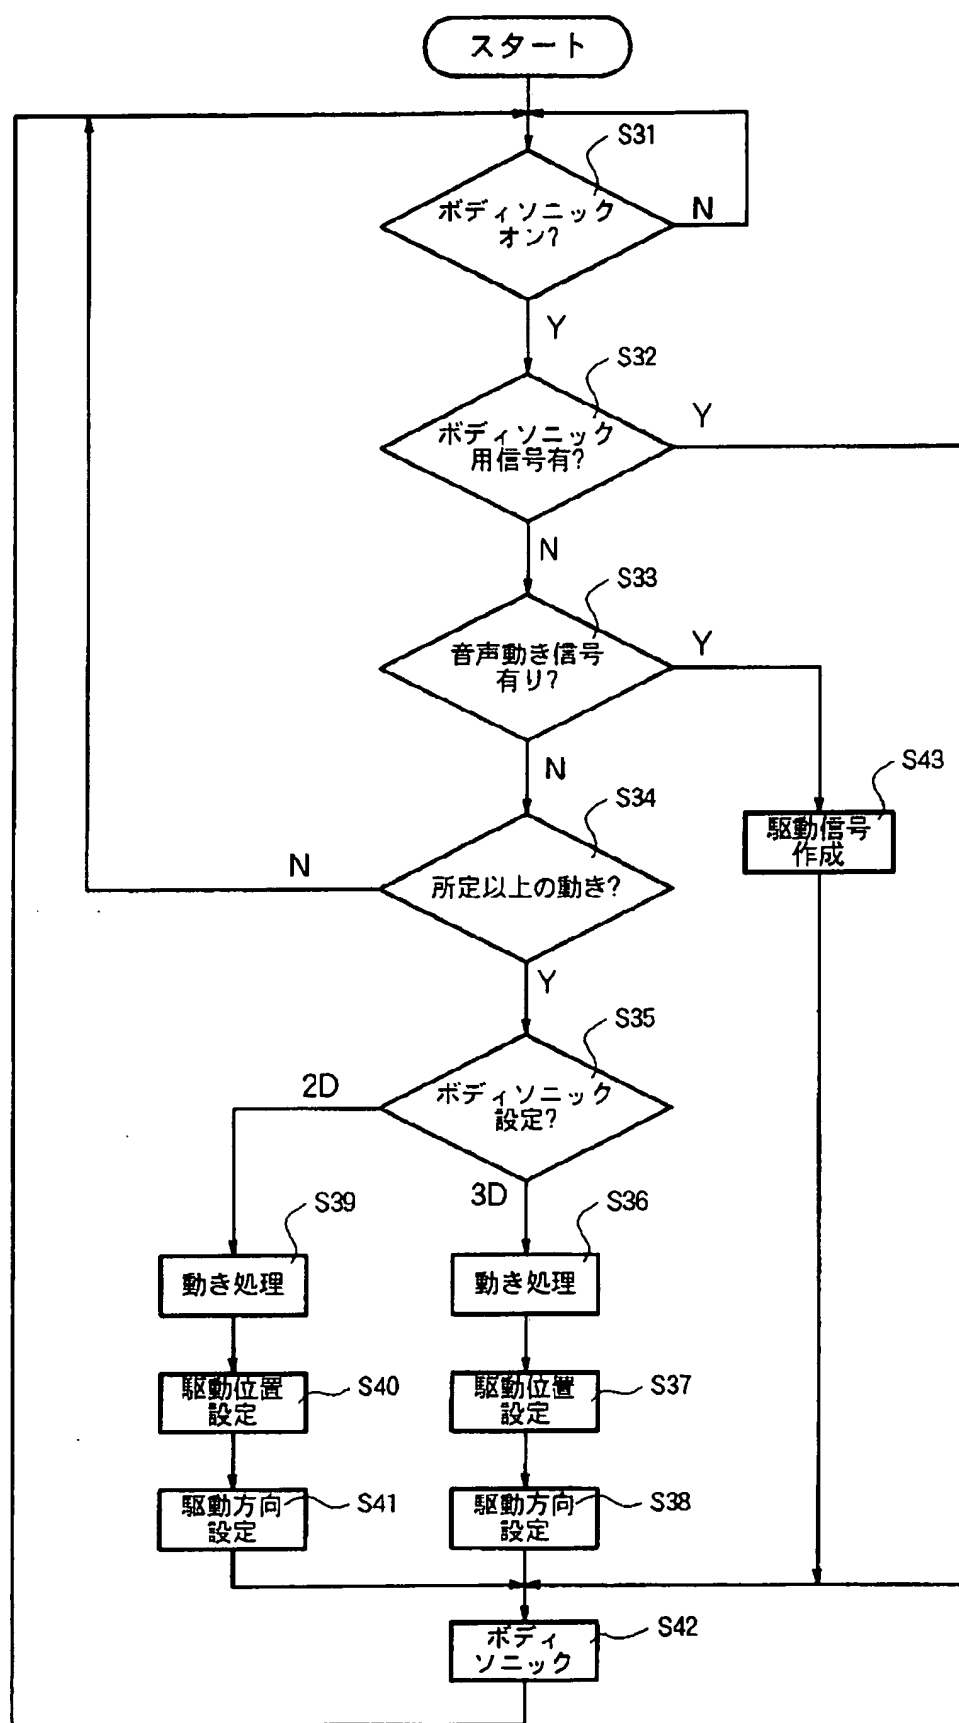 スタート
S31
ボディソニック
オン?
N
Y
S32
ボディソニック
用信号有?
Y
N
S33
音声動き信号
有り?
Y
N
S43
駆動信号
作成
S34
所定以上の動き?
N
Y
S35
ボディソニック
設定?
2D
3D
S39
動き処理
S36
動き処理
駆動位置
設定
S40
駆動位置
設定
S37
駆動方向
設定
S41
駆動方向
設定
S38
ボディ
ソニック
S42